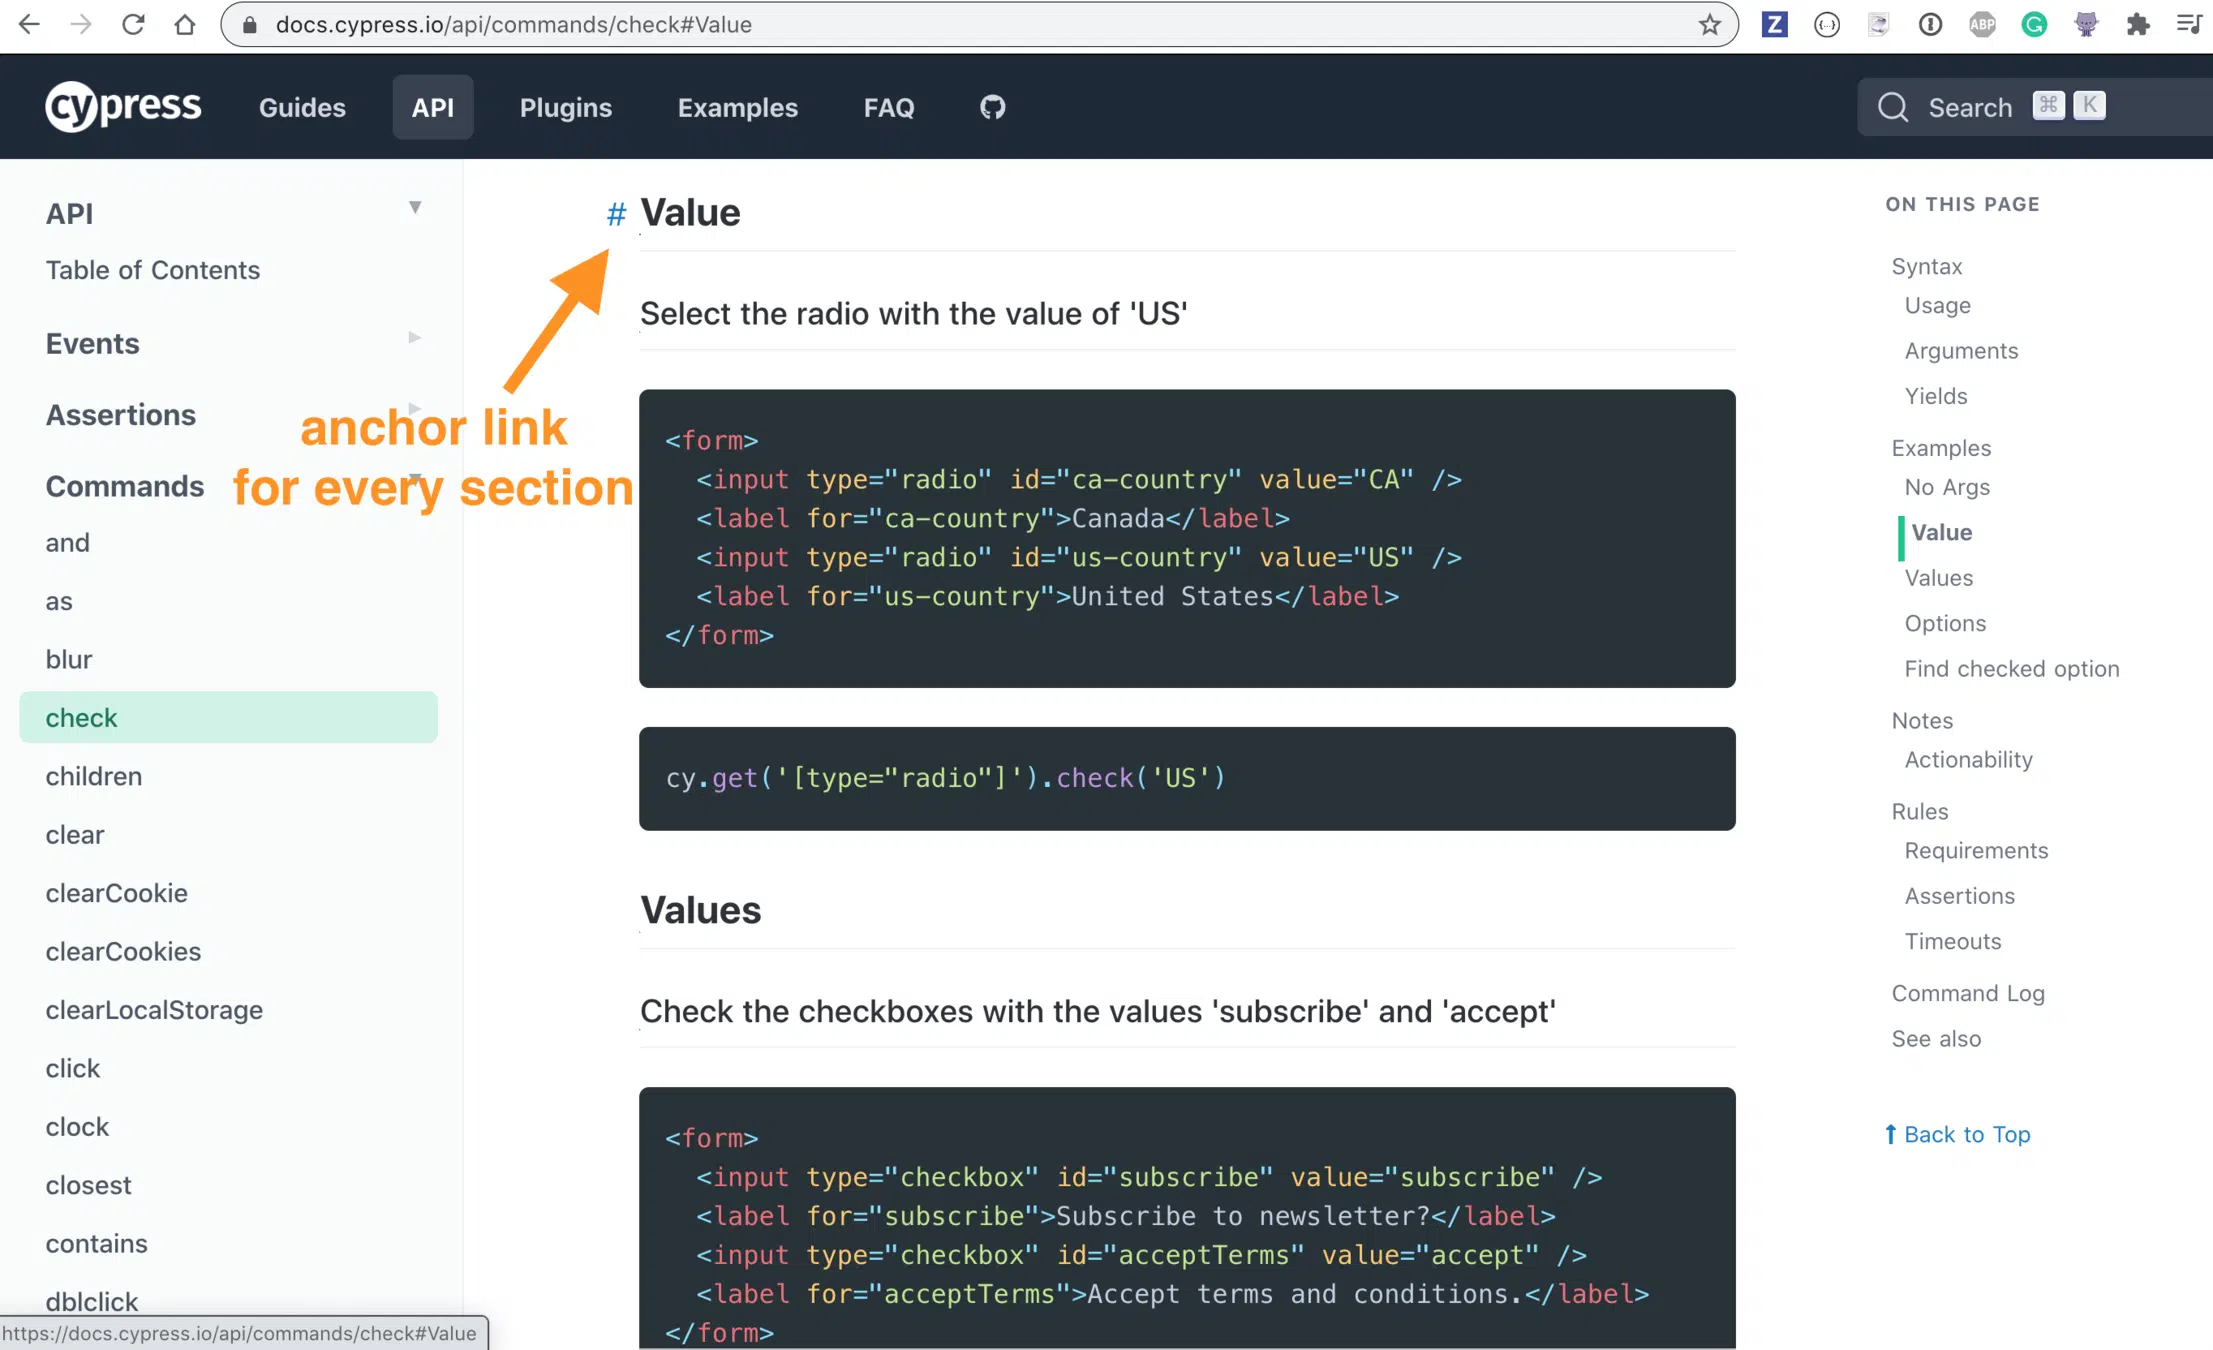 docs.cypress.io/api/commands/check#Value
Z
ABP
G
cypress
Guides
API
Plugins
Examples
FAQ
Search ⌘ K
API
Table of Contents
Events
Assertions
Commands
and
as
blur
check
children
clear
clearCookie
clearCookies
clearLocalStorage
click
clock
closest
contains
dblclick
https://docs.cypress.io/api/commands/check#Value
anchor link
for every section
# Value
Select the radio with the value of 'US'
<form>
  <input type="radio" id="ca-country" value="CA" />
  <label for="ca-country">Canada</label>
  <input type="radio" id="us-country" value="US" />
  <label for="us-country">United States</label>
</form>
cy.get('[type="radio"]').check('US')
Values
Check the checkboxes with the values 'subscribe' and 'accept'
<form>
  <input type="checkbox" id="subscribe" value="subscribe" />
  <label for="subscribe">Subscribe to newsletter?</label>
  <input type="checkbox" id="acceptTerms" value="accept" />
  <label for="acceptTerms">Accept terms and conditions.</label>
</form>
ON THIS PAGE
Syntax
Usage
Arguments
Yields
Examples
No Args
Value
Values
Options
Find checked option
Notes
Actionability
Rules
Requirements
Assertions
Timeouts
Command Log
See also
↑ Back to Top